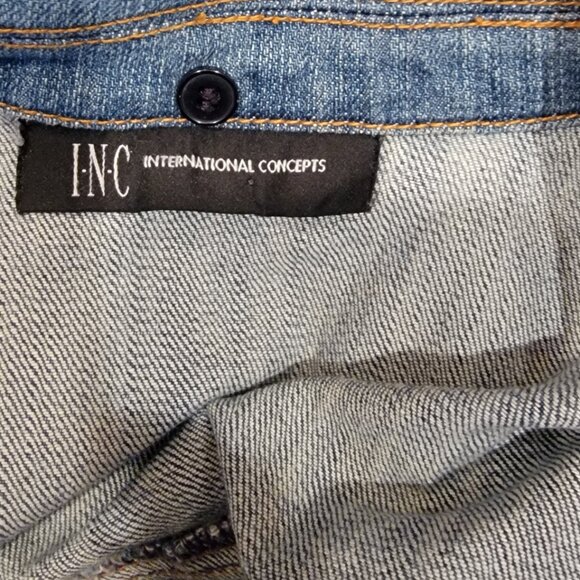 I·N·C INTERNATIONAL CONCEPTS